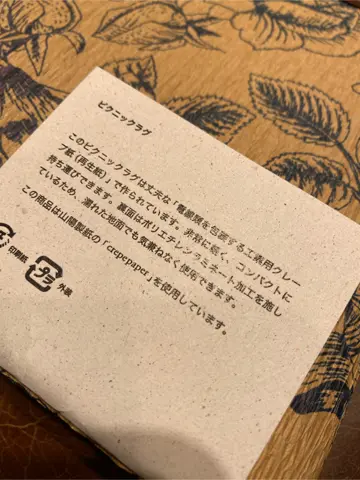 ピクニックラグ
このピクニックラグは丈夫な「電線類を包装する工業用クレー
プ紙(再生紙)」で作られています。非常に軽く、コンパクトに
持ち運びできます。裏面はポリエチレンラミネート加工を施し
ているため、濡れた地面でも気兼ねなく使用できます。
この商品は山陽製紙の「crepepaper」を使用しています。
印刷紙
プラ
外装